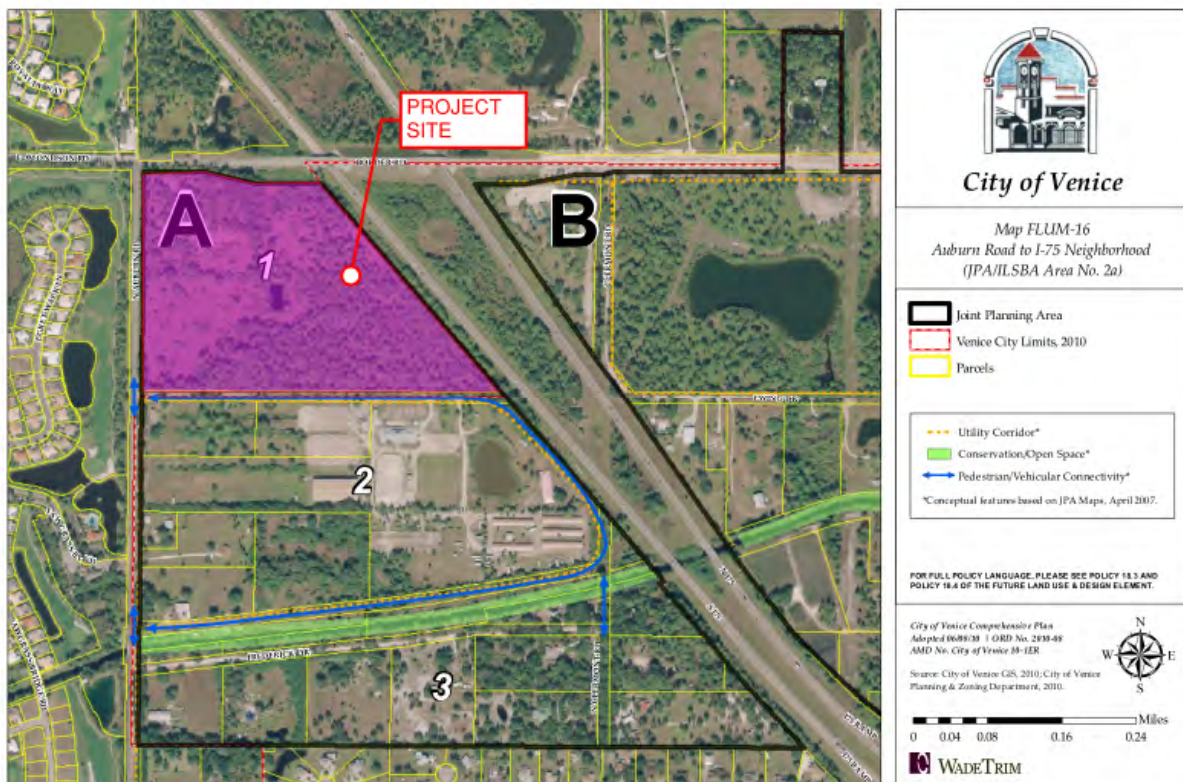 PROJECT
SITE
A
1
B
2
3
I-75
I-75
City of Venice
Map FLUM-16
Auburn Road to I-75 Neighborhood
(JPA/ILSBA Area No. 2a)
Joint Planning Area
Venice City Limits, 2010
Parcels
Utility Corridor*
Conservation/Open Space*
Pedestrian/Vehicular Connectivity*
*Conceptual features based on JPA Maps, April 2007.
FOR FULL POLICY LANGUAGE, PLEASE SEE POLICY 18.3 AND
POLICY 18.4 OF THE FUTURE LAND USE & DESIGN ELEMENT.
City of Venice Comprehensive Plan
Adopted 06/08/10 | ORD No. 2010-08
AMD No. City of Venice 10-1ER
Source: City of Venice GIS, 2010; City of Venice
Planning & Zoning Department, 2010.
N
W E
S
Miles
0 0.04 0.08 0.16 0.24
WADETRIM